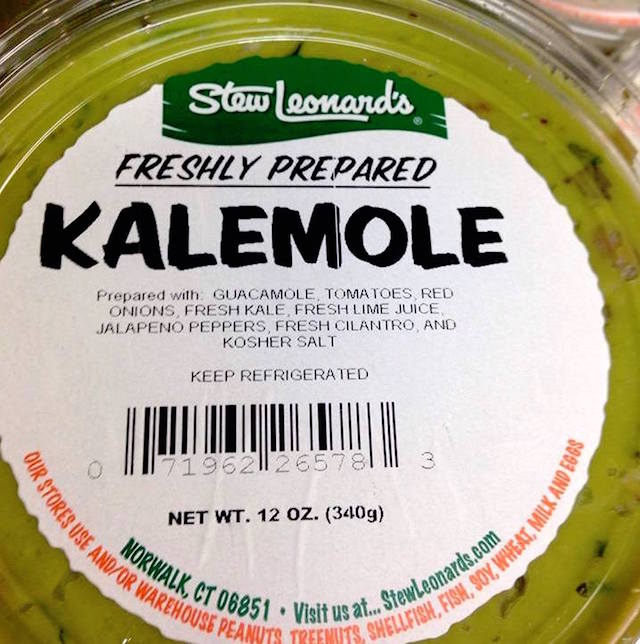 Stew Leonard's ®
FRESHLY PREPARED
KALEMOLE
Prepared with: GUACAMOLE, TOMATOES, RED
ONIONS, FRESH KALE, FRESH LIME JUICE,
JALAPENO PEPPERS, FRESH CILANTRO, AND
KOSHER SALT
KEEP REFRIGERATED
0 71962 26578 3
NET WT. 12 OZ. (340g)
NORWALK, CT 06851 • Visit us at... StewLeonards.com
OUR STORES USE AND/OR WAREHOUSE PEANUTS, TREENUTS, SHELLFISH, FISH, SOY, WHEAT, MILK AND EGGS